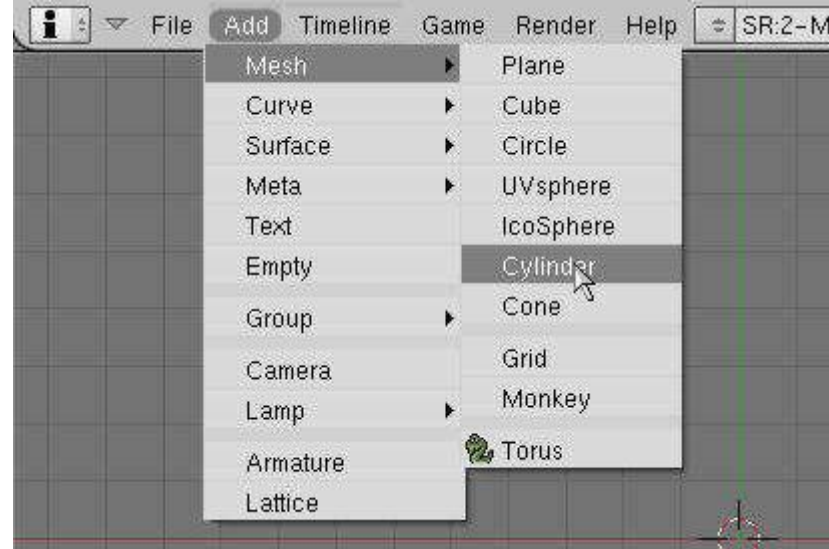 File Add Timeline Game Render Help SR:2-M
Mesh
Curve
Surface
Meta
Text
Empty
Group
Camera
Lamp
Armature
Lattice
Plane
Cube
Circle
UVsphere
IcoSphere
Cylinder
Cone
Grid
Monkey
Torus